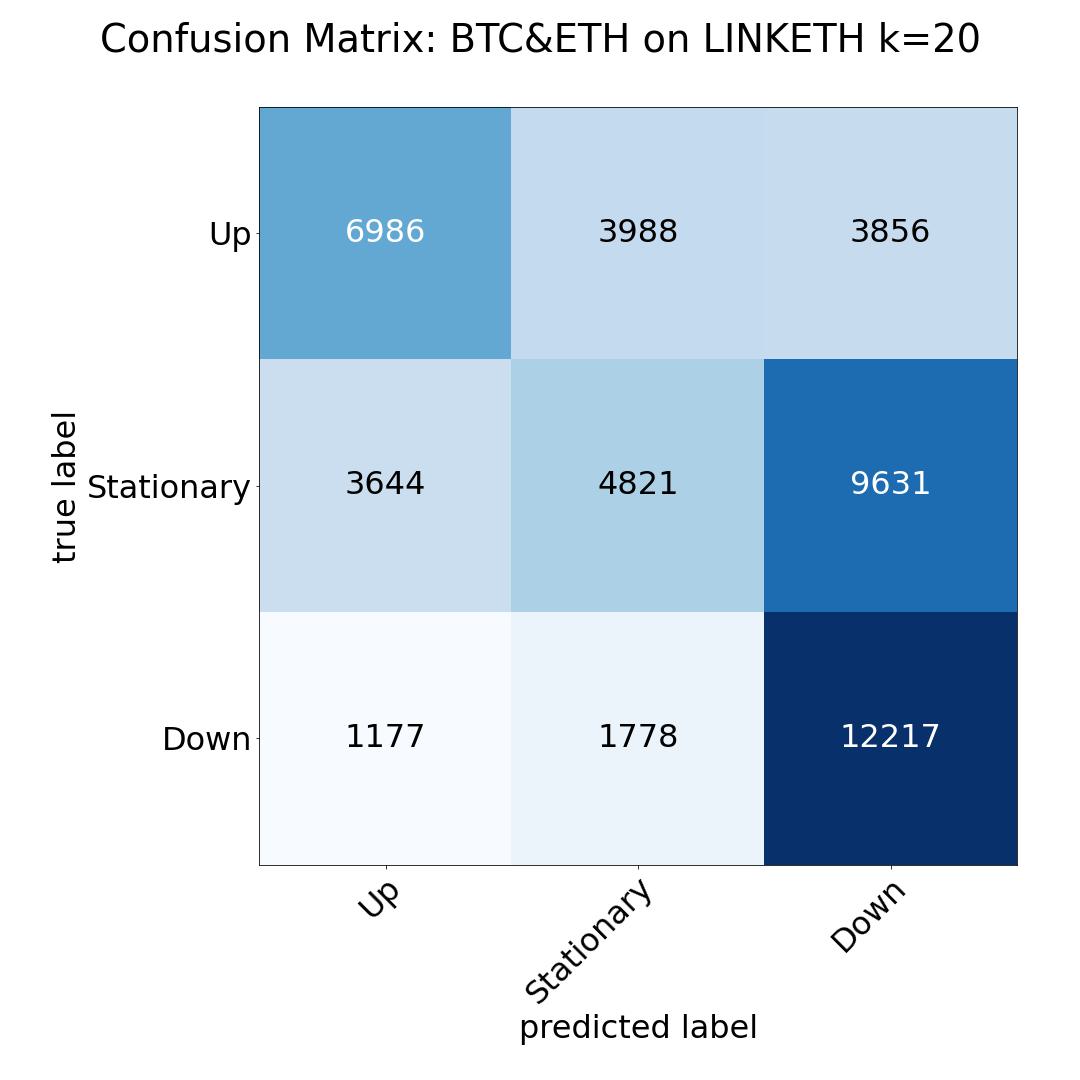 Confusion Matrix: BTC&ETH on LINKETH k=20
Up
6986 3988 3856
true label
Stationary
3644 4821 9631
Down
1177 1778 12217
Up Stationary Down
predicted label